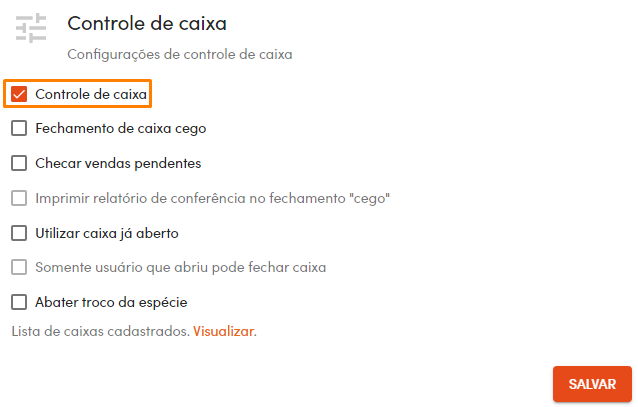 Controle de caixa
Configurações de controle de caixa
Controle de caixa
Fechamento de caixa cego
Checar vendas pendentes
Imprimir relatório de conferência no fechamento "cego"
Utilizar caixa já aberto
Somente usuário que abriu pode fechar caixa
Abater troco da espécie
Lista de caixas cadastrados. Visualizar.
SALVAR